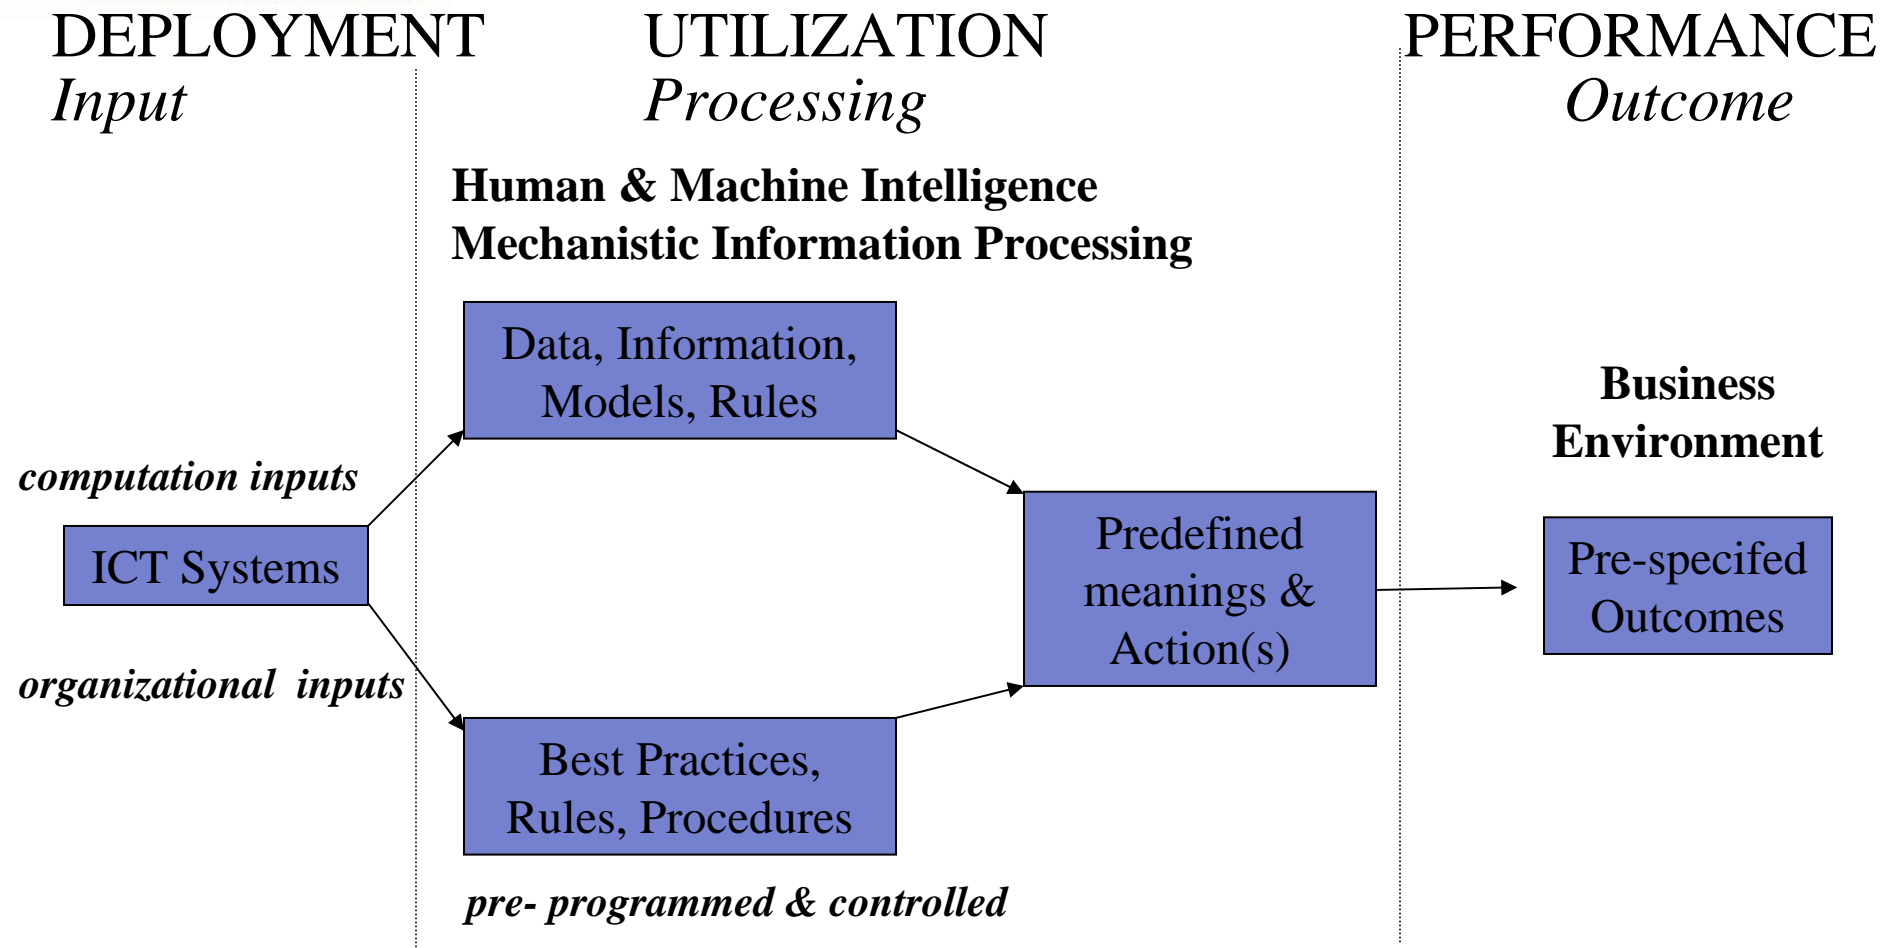 DEPLOYMENT
Input
UTILIZATION
Processing
PERFORMANCE
Outcome
Human & Machine Intelligence
Mechanistic Information Processing
Data, Information,
Models, Rules
Business
Environment
computation inputs
ICT Systems
Predefined
meanings &
Action(s)
Pre-specifed
Outcomes
organizational inputs
Best Practices,
Rules, Procedures
pre- programmed & controlled